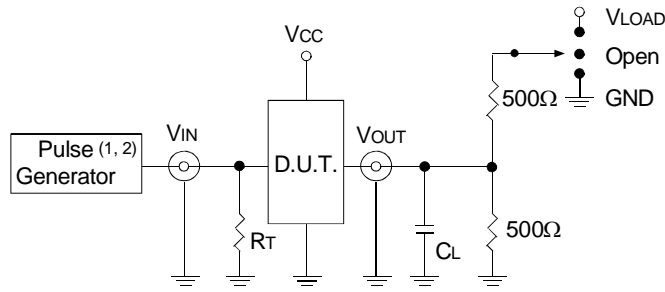 VLOAD
VCC
Open
500Ω
GND
VIN
VOUT
Pulse (1, 2)
Generator
D.U.T.
RT
CL
500Ω